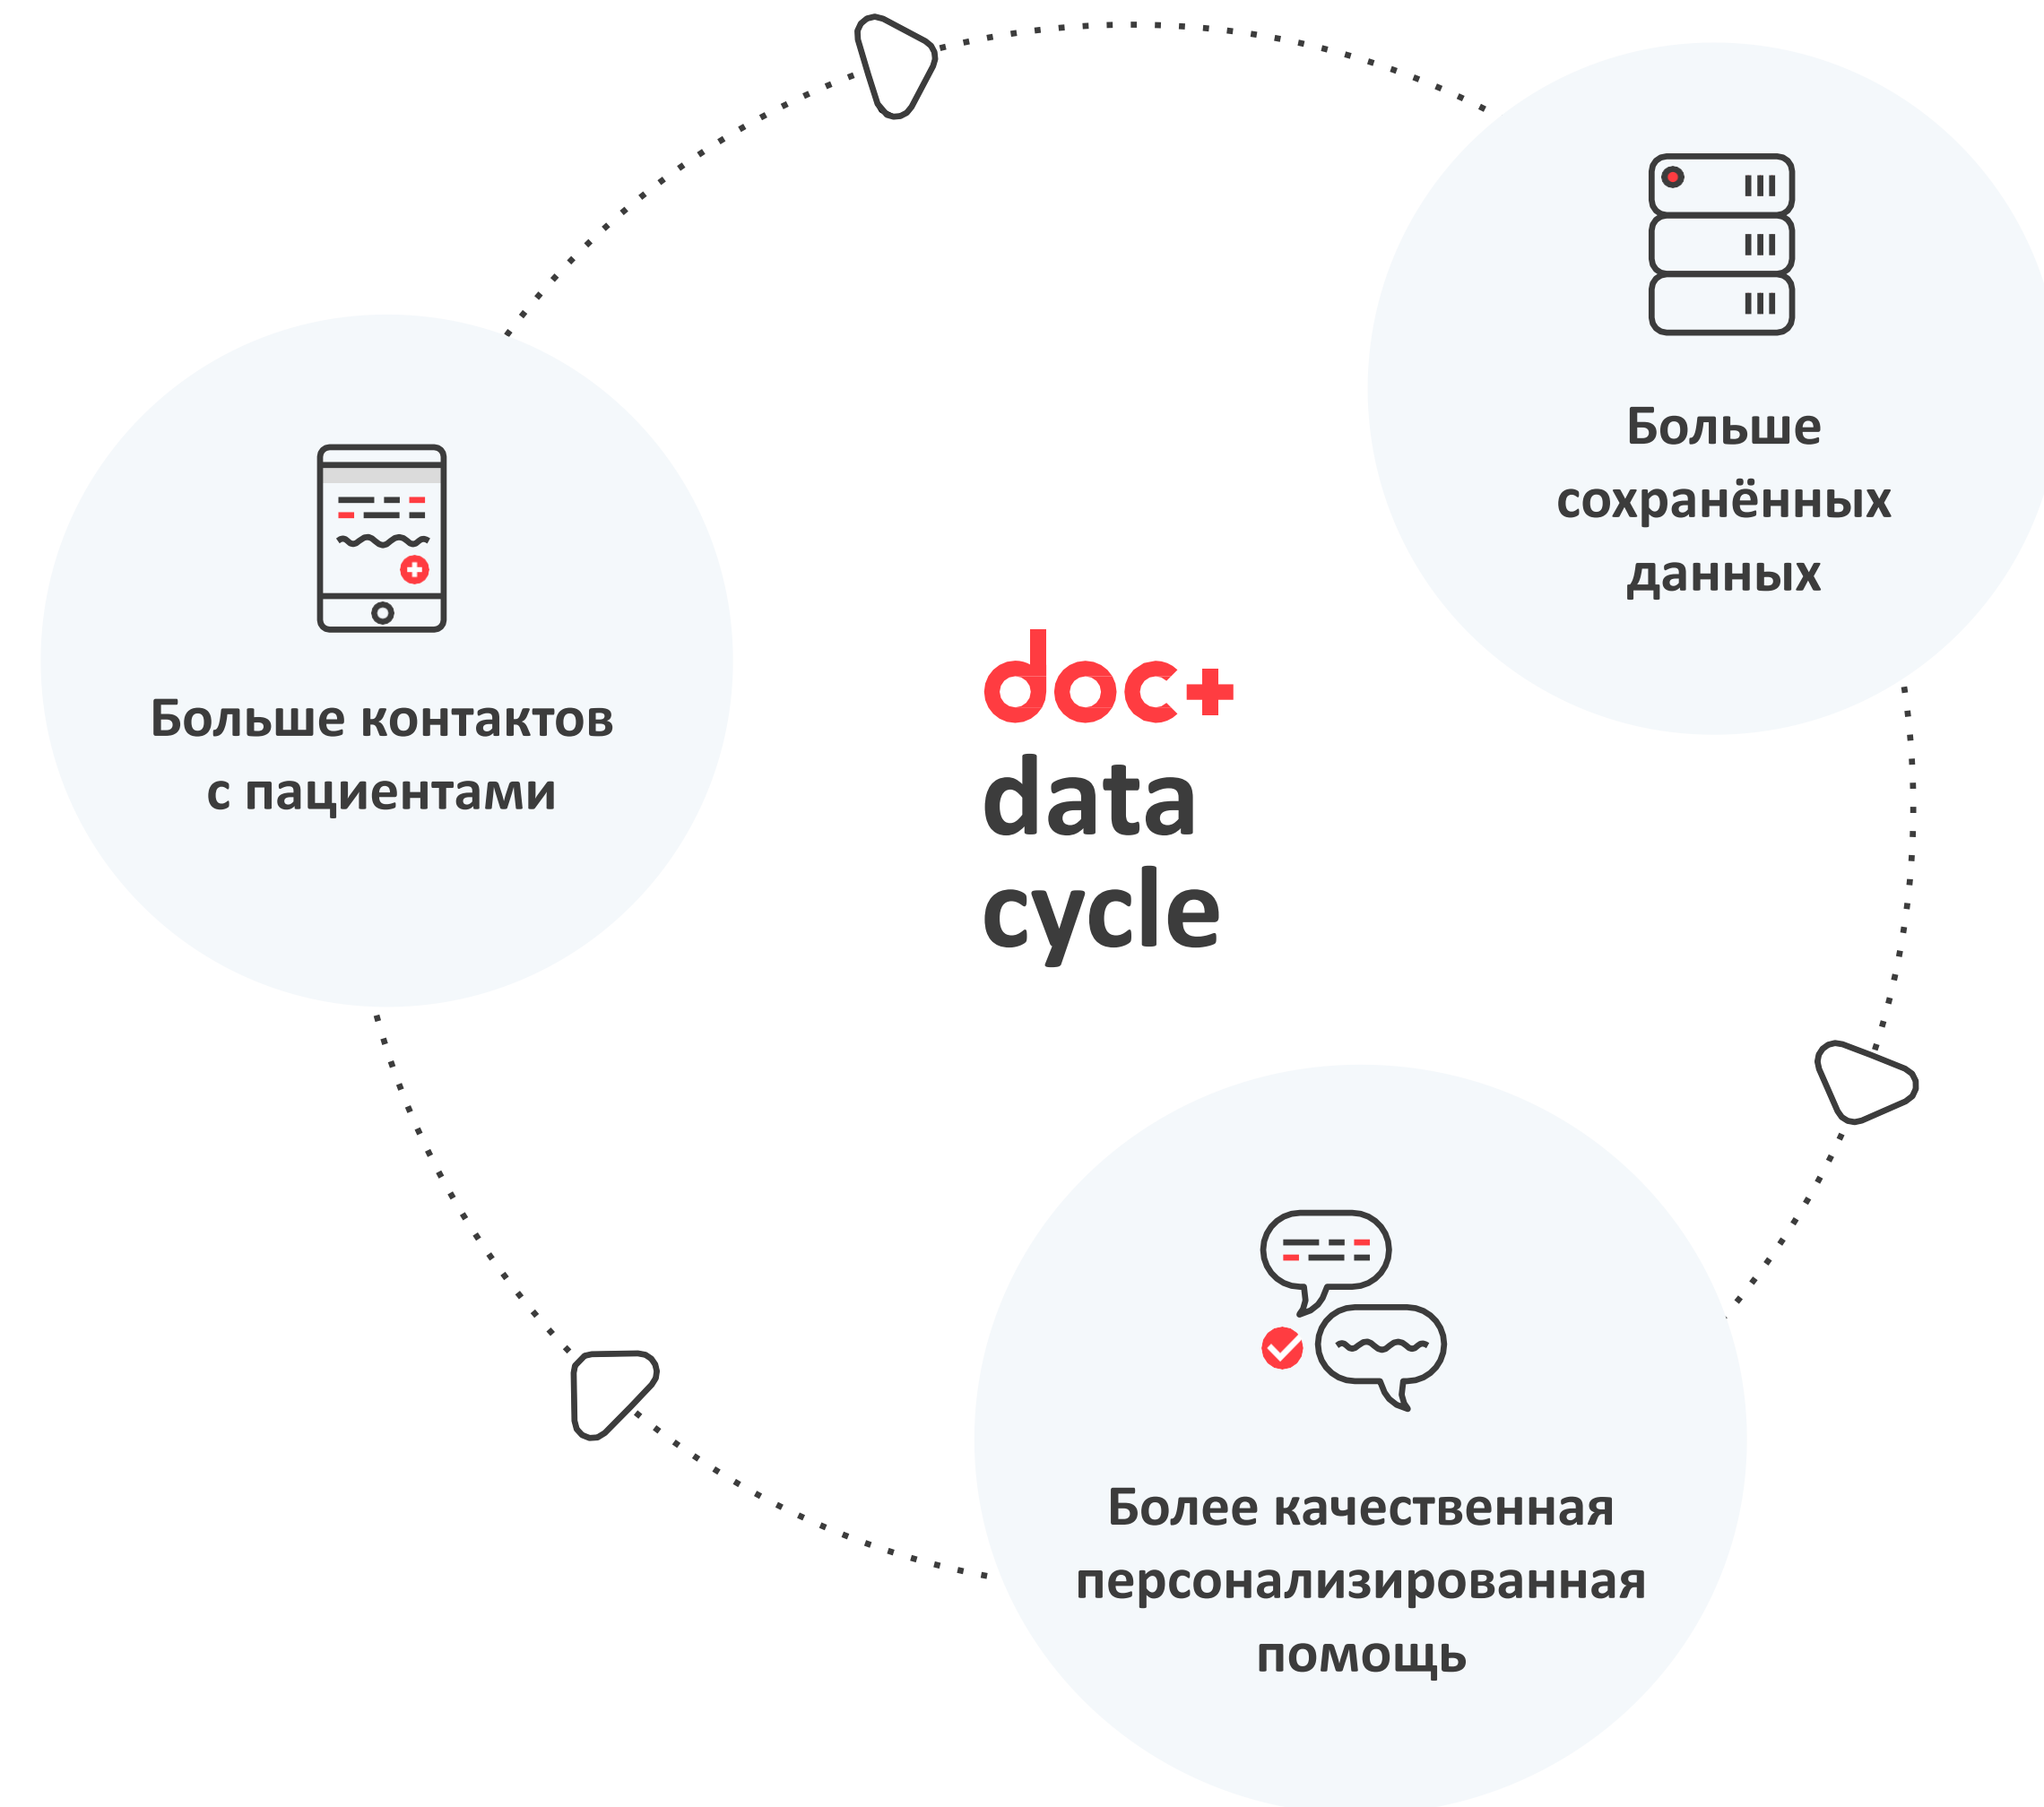 Больше
сохранённых
данных
Больше контактов
с пациентами
doc+
data
cycle
Более качественная
персонализированная
помощь